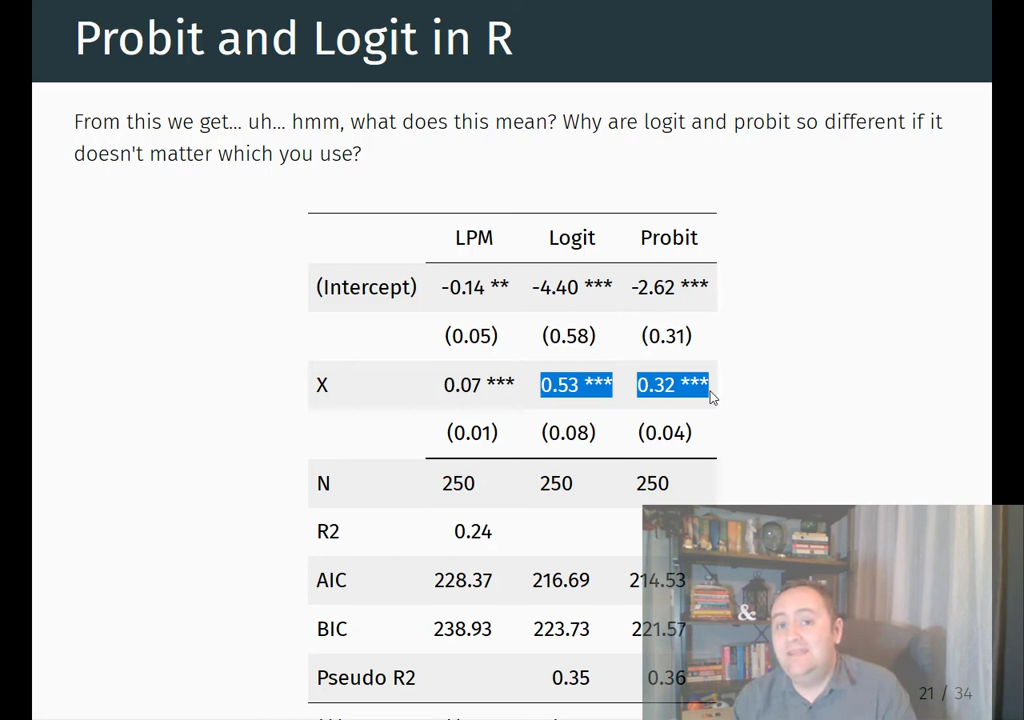 Probit and Logit in R
From this we get... uh... hmm, what does this mean? Why are logit and probit so different if it
doesn't matter which you use?
LPM Logit Probit
(Intercept) -0.14 ** -4.40 *** -2.62 ***
(0.05) (0.58) (0.31)
X 0.07 *** 0.53 *** 0.32 ***
(0.01) (0.08) (0.04)
N 250 250 250
R2 0.24
AIC 228.37 216.69 214.53
BIC 238.93 223.73 221.57
&
Pseudo R2 0.35 0.36
21 / 34